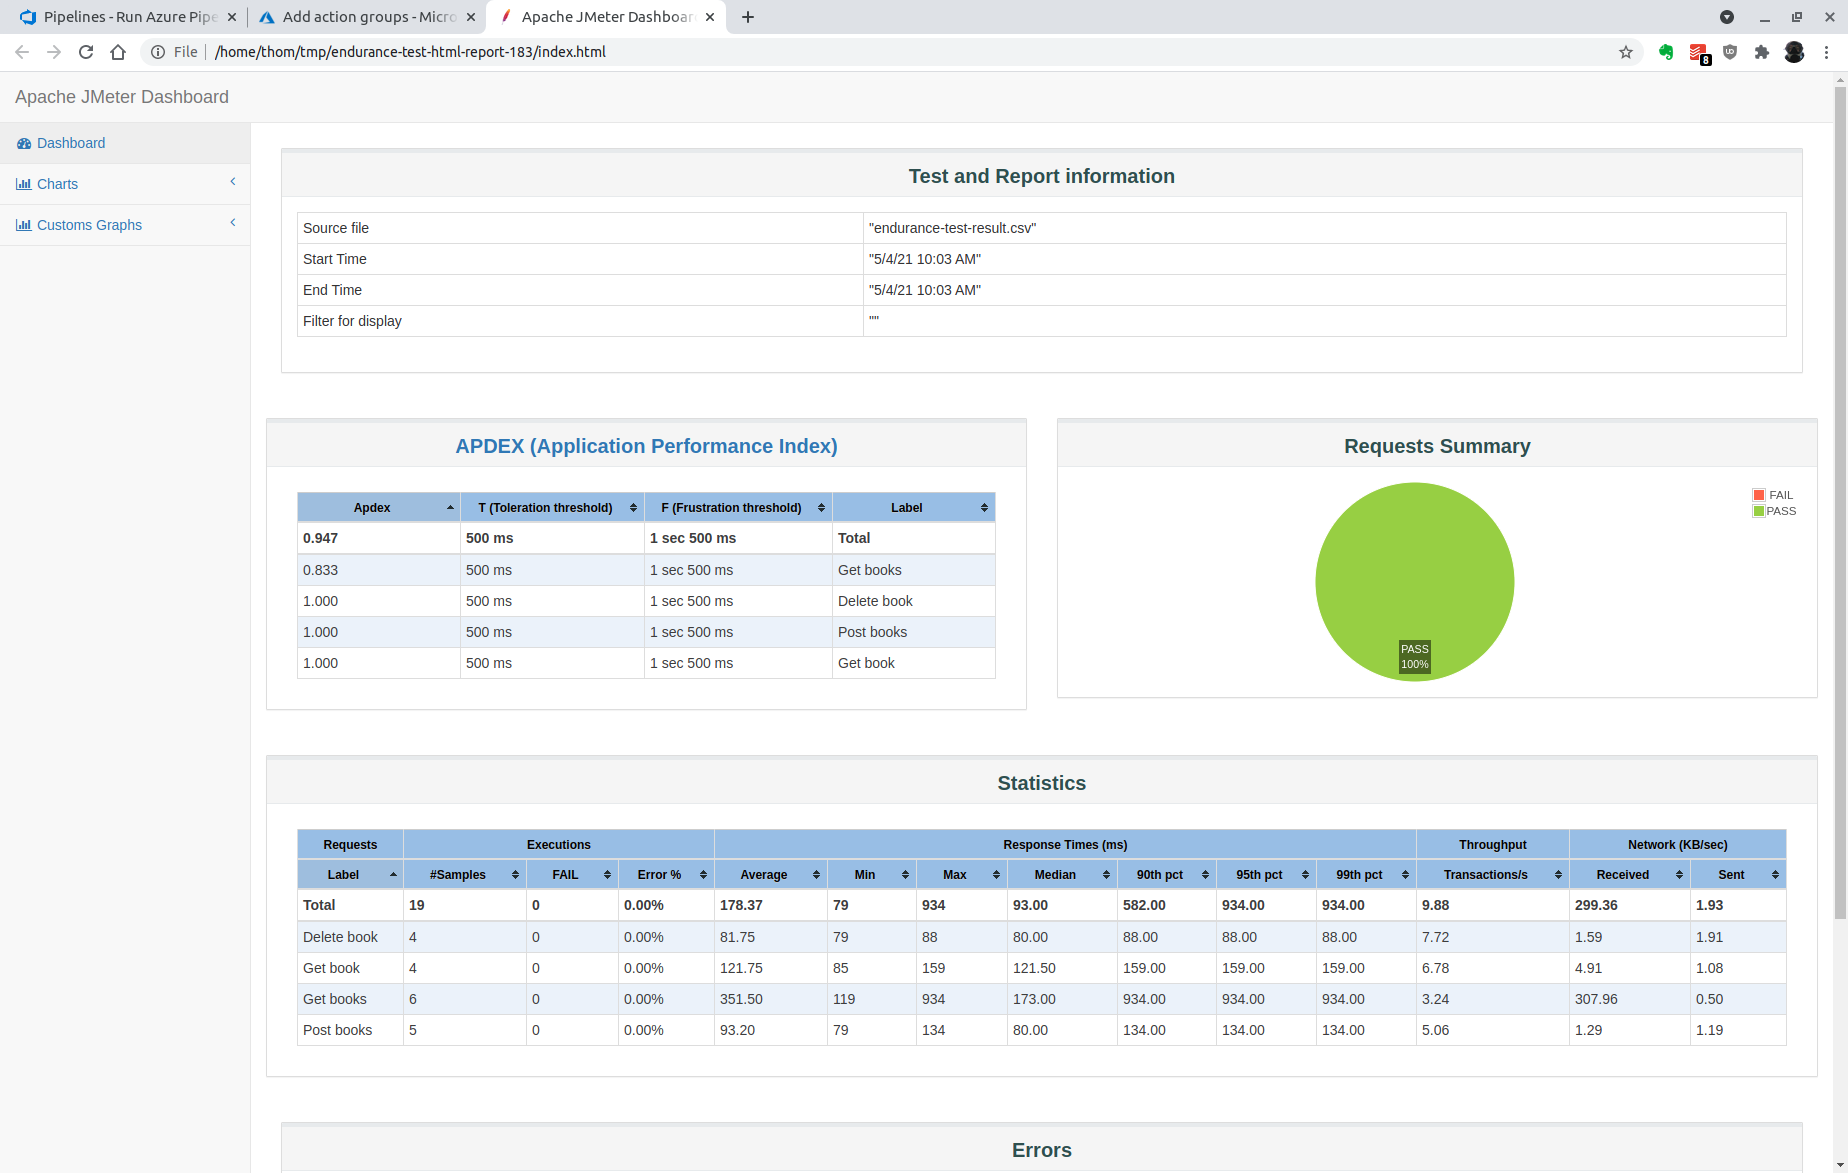 Pipelines - Run Azure Pipe
Add action groups - Micro
Apache JMeter Dashboar
File /home/thom/tmp/endurance-test-html-report-183/index.html
8
Apache JMeter Dashboard
Dashboard
Charts
Customs Graphs
Test and Report information
Source file "endurance-test-result.csv"
Start Time "5/4/21 10:03 AM"
End Time "5/4/21 10:03 AM"
Filter for display ""
APDEX (Application Performance Index)
Apdex T (Toleration threshold) F (Frustration threshold) Label
0.947 500 ms 1 sec 500 ms Total
0.833 500 ms 1 sec 500 ms Get books
1.000 500 ms 1 sec 500 ms Delete book
1.000 500 ms 1 sec 500 ms Post books
1.000 500 ms 1 sec 500 ms Get book
Requests Summary
FAIL
PASS
PASS
100%
Statistics
Requests Executions Response Times (ms) Throughput Network (KB/sec)
Label #Samples FAIL Error % Average Min Max Median 90th pct 95th pct 99th pct Transactions/s Received Sent
Total 19 0 0.00% 178.37 79 934 93.00 582.00 934.00 934.00 9.88 299.36 1.93
Delete book 4 0 0.00% 81.75 79 88 80.00 88.00 88.00 88.00 7.72 1.59 1.91
Get book 4 0 0.00% 121.75 85 159 121.50 159.00 159.00 159.00 6.78 4.91 1.08
Get books 6 0 0.00% 351.50 119 934 173.00 934.00 934.00 934.00 3.24 307.96 0.50
Post books 5 0 0.00% 93.20 79 134 80.00 134.00 134.00 134.00 5.06 1.29 1.19
Errors